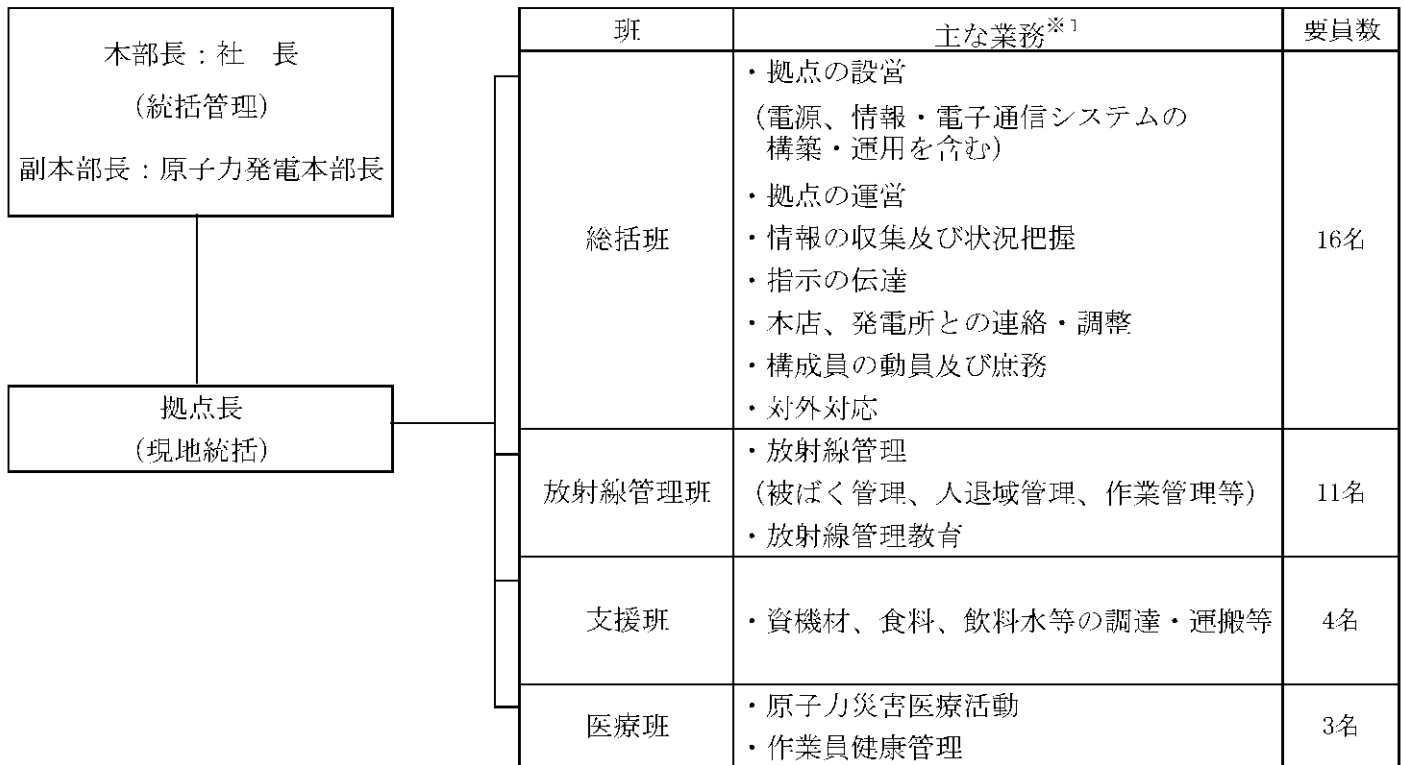 本部長：社　長
（統括管理）
副本部長：原子力発電本部長
拠点長
（現地統括）
班
主な業務※1
要員数
総括班
・拠点の設営
（電源、情報・電子通信システムの
構築・運用を含む）
・拠点の運営
・情報の収集及び状況把握
・指示の伝達
・本店、発電所との連絡・調整
・構成員の動員及び庶務
・対外対応
16名
放射線管理班
・放射線管理
（被ばく管理、入退域管理、作業管理等）
・放射線管理教育
11名
支援班
・資機材、食料、飲料水等の調達・運搬等
4名
医療班
・原子力災害医療活動
・作業員健康管理
3名